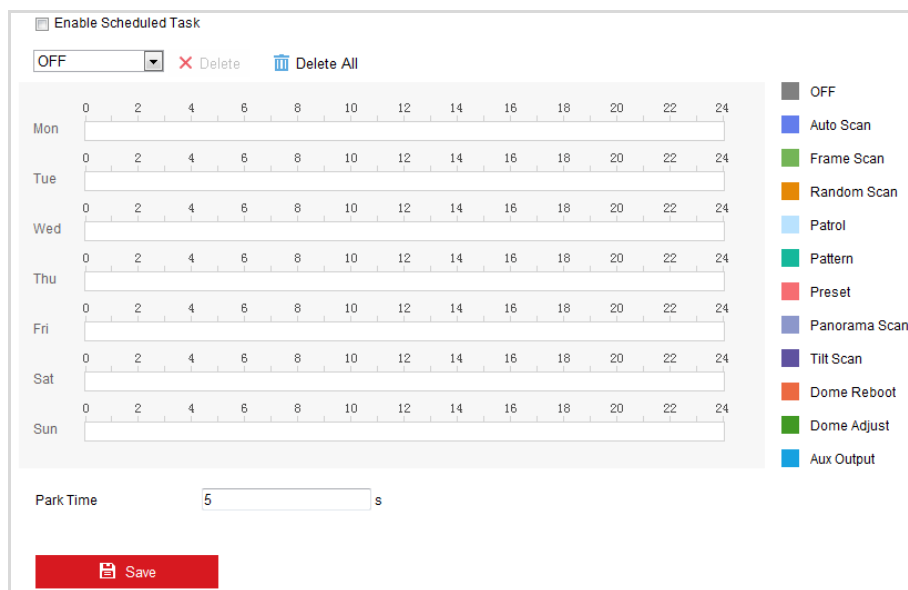 Enable Scheduled Task
OFF Delete Delete All
0 2 4 6 8 10 12 14 16 18 20 22 24
Mon
0 2 4 6 8 10 12 14 16 18 20 22 24
Tue
0 2 4 6 8 10 12 14 16 18 20 22 24
Wed
0 2 4 6 8 10 12 14 16 18 20 22 24
Thu
0 2 4 6 8 10 12 14 16 18 20 22 24
Fri
0 2 4 6 8 10 12 14 16 18 20 22 24
Sat
0 2 4 6 8 10 12 14 16 18 20 22 24
Sun
OFF
Auto Scan
Frame Scan
Random Scan
Patrol
Pattern
Preset
Panorama Scan
Tilt Scan
Dome Reboot
Dome Adjust
Aux Output
Park Time 5 s
Save